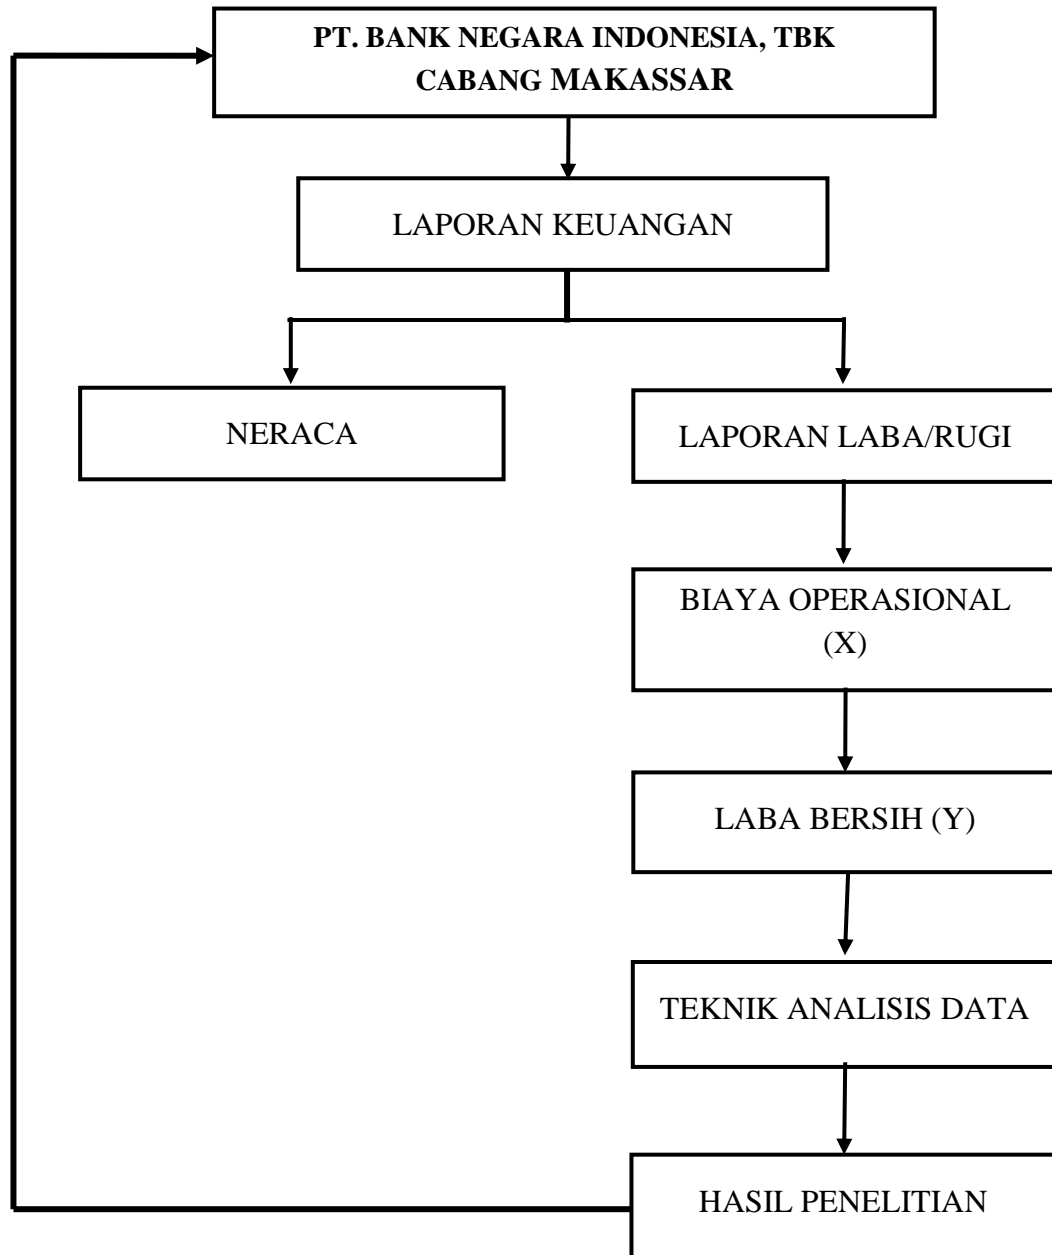 PT. BANK NEGARA INDONESIA, TBK
CABANG MAKASSAR
LAPORAN KEUANGAN
NERACA
LAPORAN LABA/RUGI
BIAYA OPERASIONAL
(X)
LABA BERSIH (Y)
TEKNIK ANALISIS DATA
HASIL PENELITIAN